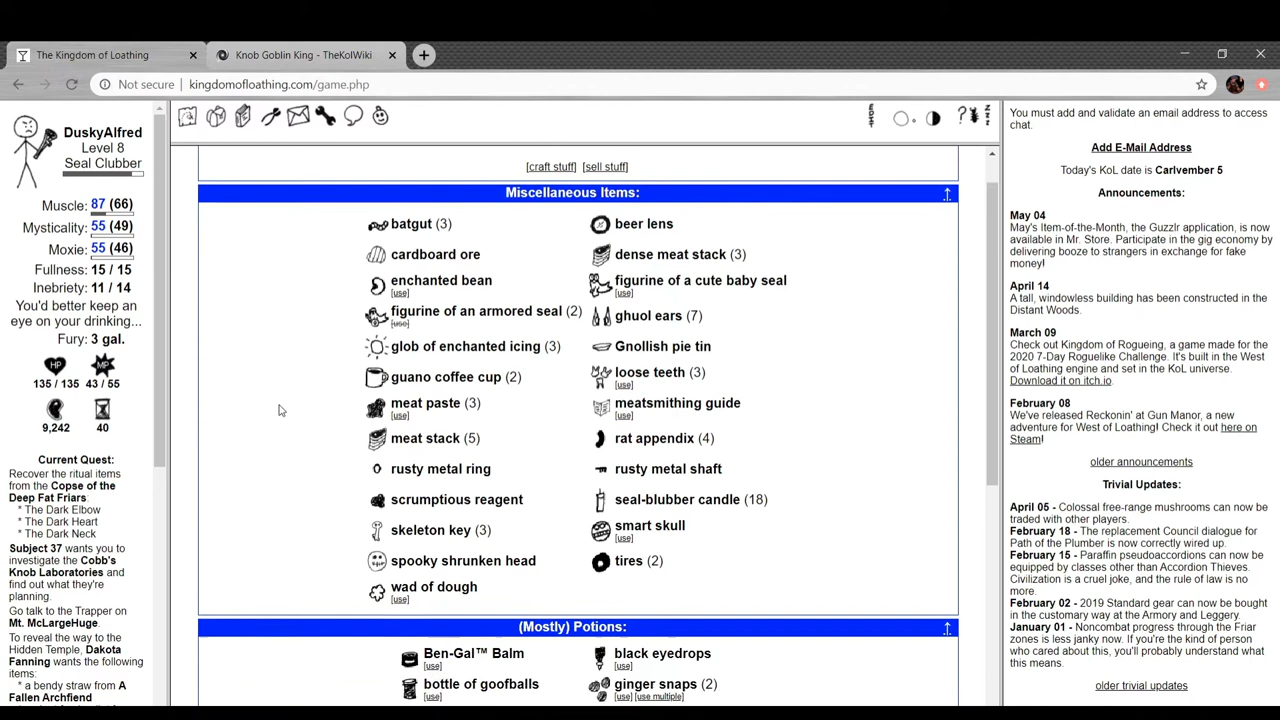 The Kingdom of Loathing
Knob Goblin King - TheKolWiki
Not secure
kingdomofloathing.com/game.php
DuskyAlfred
Level 8
Seal Clubber
Muscle: 87 (66)
Mysticality: 55 (49)
Moxie: 55 (46)
Fullness: 15 / 15
Inebriety: 11 / 14
You'd better keep an
eye on your drinking...
Fury: 3 gal.
HP
MP
135 / 135
43 / 55
9,242
40
Current Quest:
Recover the ritual items
from the Copse of the
Deep Fat Friars:
* The Dark Elbow
* The Dark Heart
* The Dark Neck
Subject 37 wants you to
investigate the Cobb's
Knob Laboratories and
find out what they're
planning.
Go talk to the Trapper on
Mt. McLargeHuge.
To reveal the way to the
Hidden Temple, Dakota
Fanning wants the following
items:
* a bendy straw from A
Fallen Archfiend
[craft stuff] [sell stuff]
Miscellaneous Items:
batgut (3)
beer lens
cardboard ore
dense meat stack (3)
enchanted bean
[use]
figurine of a cute baby seal
[use]
figurine of an armored seal (2)
[use]
ghuol ears (7)
glob of enchanted icing (3)
Gnollish pie tin
guano coffee cup (2)
loose teeth (3)
[use]
meat paste (3)
[use]
meatsmithing guide
[use]
meat stack (5)
rat appendix (4)
rusty metal ring
rusty metal shaft
scrumptious reagent
seal-blubber candle (18)
skeleton key (3)
smart skull
[use]
spooky shrunken head
tires (2)
wad of dough
[use]
(Mostly) Potions:
Ben-Gal™ Balm
[use]
black eyedrops
[use]
bottle of goofballs
[use]
ginger snaps (2)
[use] [use multiple]
You must add and validate an email address to access
chat.
Add E-Mail Address
Today's KoL date is Carlvember 5
Announcements:
May 04
May's Item-of-the-Month, the Guzzlr application, is now
available in Mr. Store. Participate in the gig economy by
delivering booze to strangers in exchange for fake
money!
April 14
A tall, windowless building has been constructed in the
Distant Woods.
March 09
Check out Kingdom of Rogueing, a game made for the
2020 7-Day Roguelike Challenge. It's built in the West
of Loathing engine and set in the KoL universe.
Download it on itch.io.
February 08
We've released Reckonin' at Gun Manor, a new
adventure for West of Loathing! Check it out here on
Steam!
older announcements
Trivial Updates:
April 05 - Colossal free-range mushrooms can now be
traded with other players.
February 18 - The replacement Council dialogue for
Path of the Plumber is now correctly wired up.
February 15 - Paraffin pseudoaccordions can now be
equipped by classes other than Accordion Thieves.
Civilization is a cruel joke, and the rule of law is no
more.
February 02 - 2019 Standard gear can now be bought
in the customary way at the Armory and Leggery.
January 01 - Noncombat progress through the Friar
zones is less janky now. If you're the kind of person
who cared about this, you'll probably understand what
this means.
older trivial updates